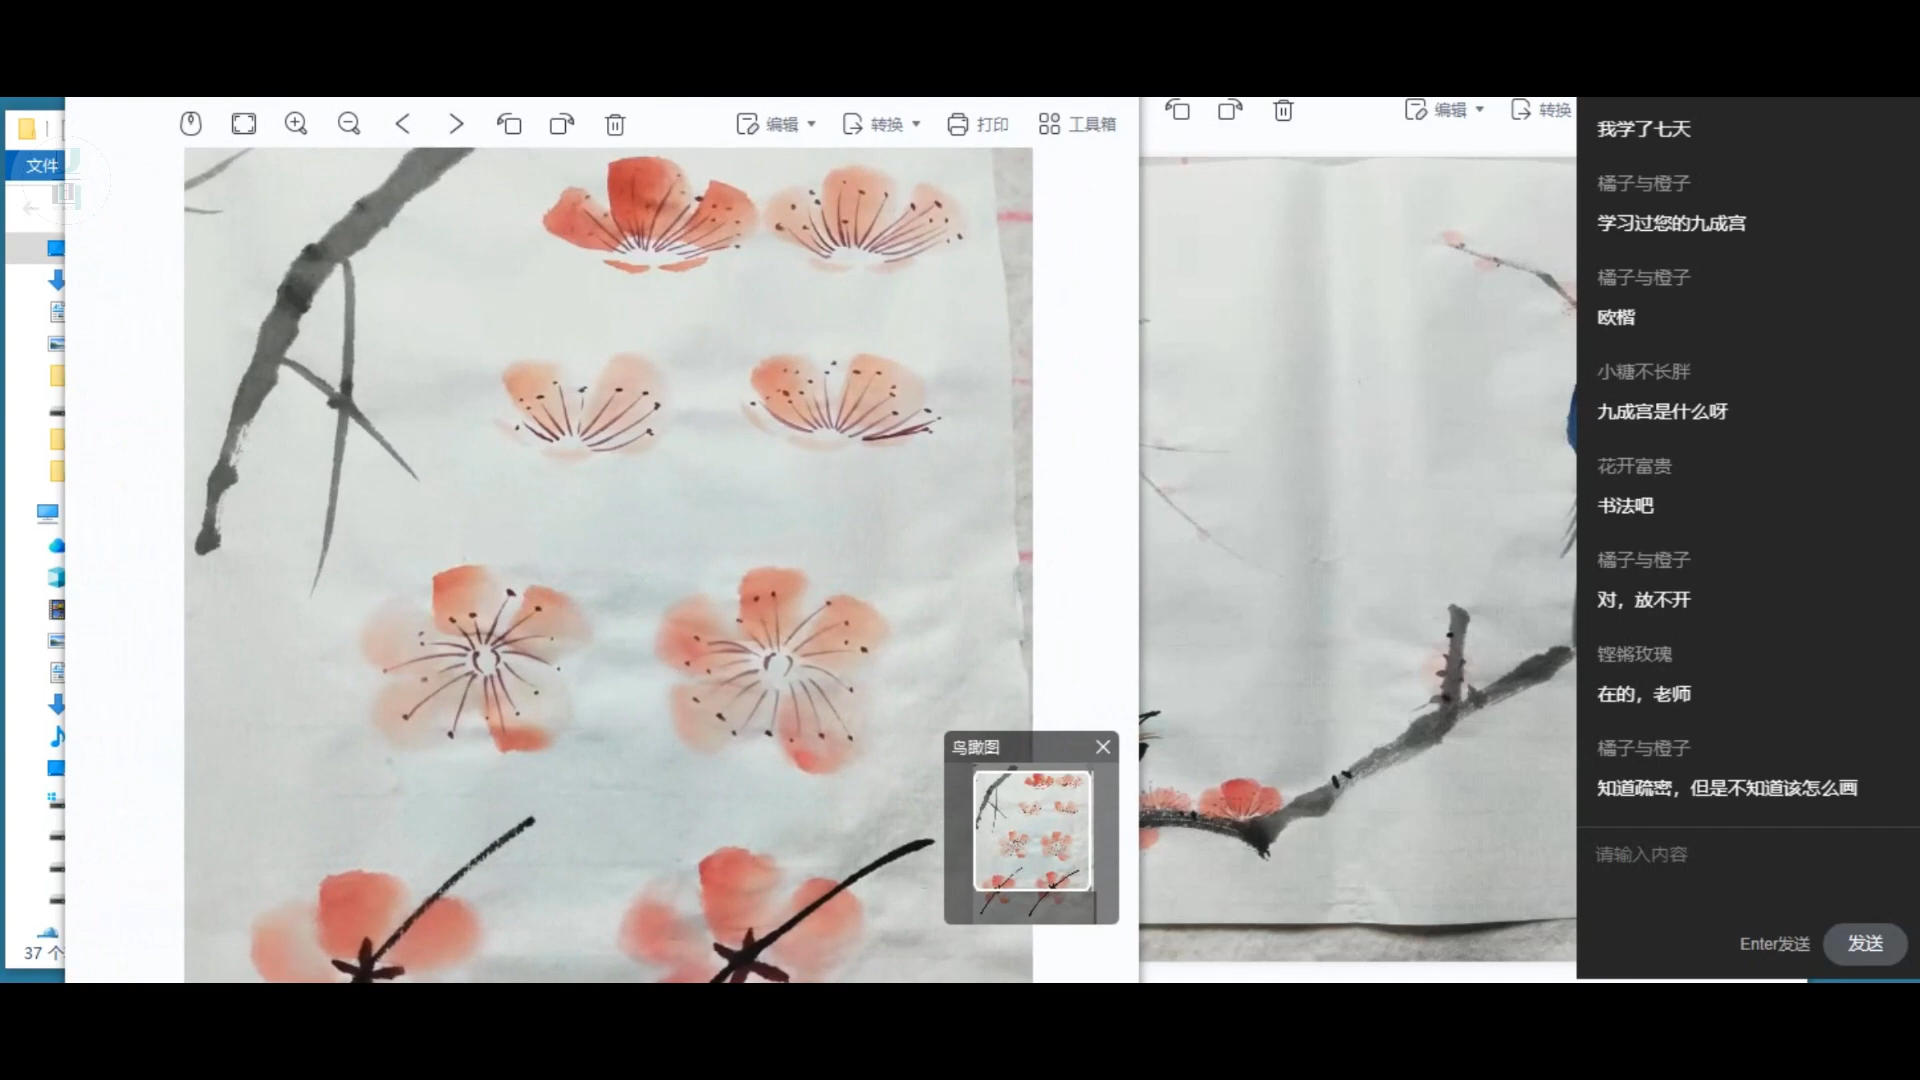 编辑
转换
打印
工具箱
编辑
转换
文件
37 个
鸟瞰图
我学了七天
橘子与橙子
学习过您的九成宫
橘子与橙子
欧楷
小糖不长胖
九成宫是什么呀
花开富贵
书法吧
橘子与橙子
对，放不开
铿锵玫瑰
在的，老师
橘子与橙子
知道疏密，但是不知道该怎么画
请输入内容
Enter发送
发送